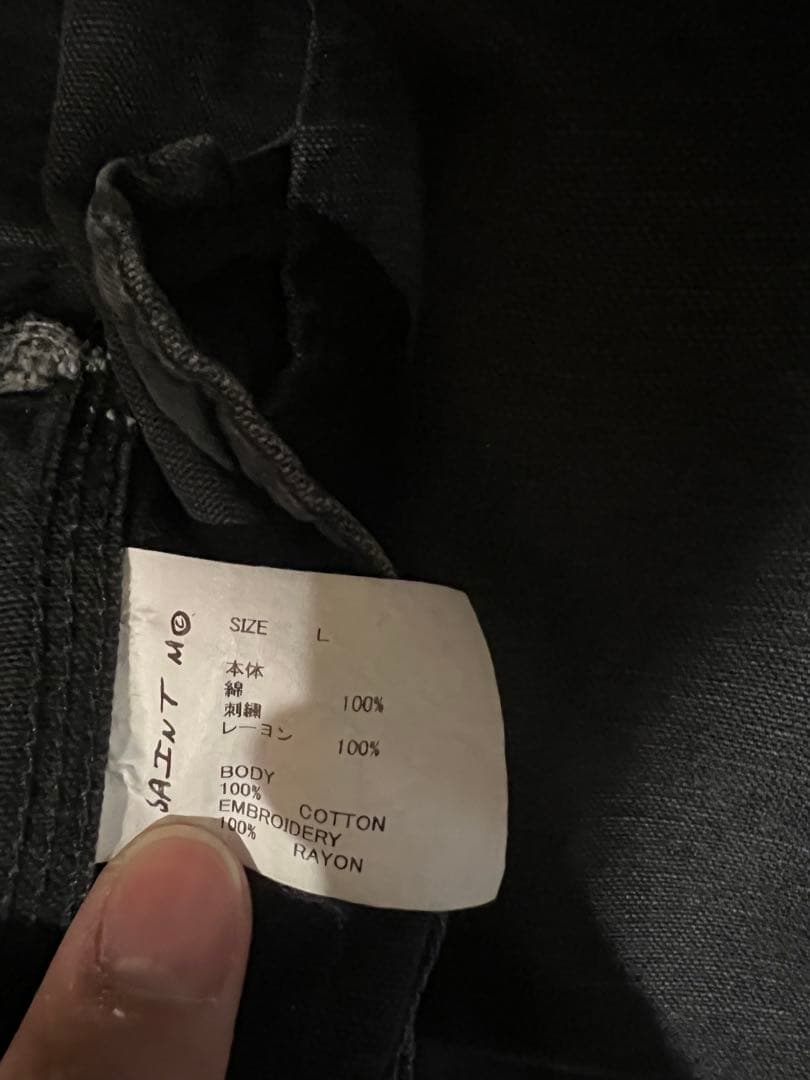 SAINT M
SIZE L
本体
綿 100%
刺繍
レーヨン 100%
BODY
100% COTTON
EMBROIDERY
100% RAYON